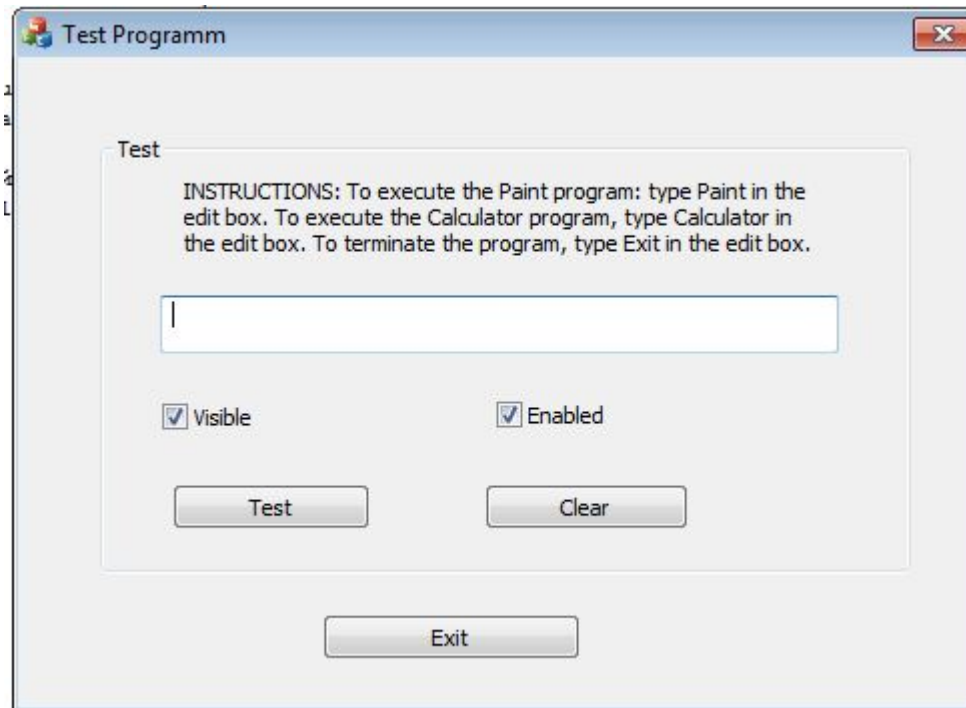 Test Programm
Test
INSTRUCTIONS: To execute the Paint program: type Paint in the
edit box. To execute the Calculator program, type Calculator in
the edit box. To terminate the program, type Exit in the edit box.
Visible
Enabled
Test
Clear
Exit